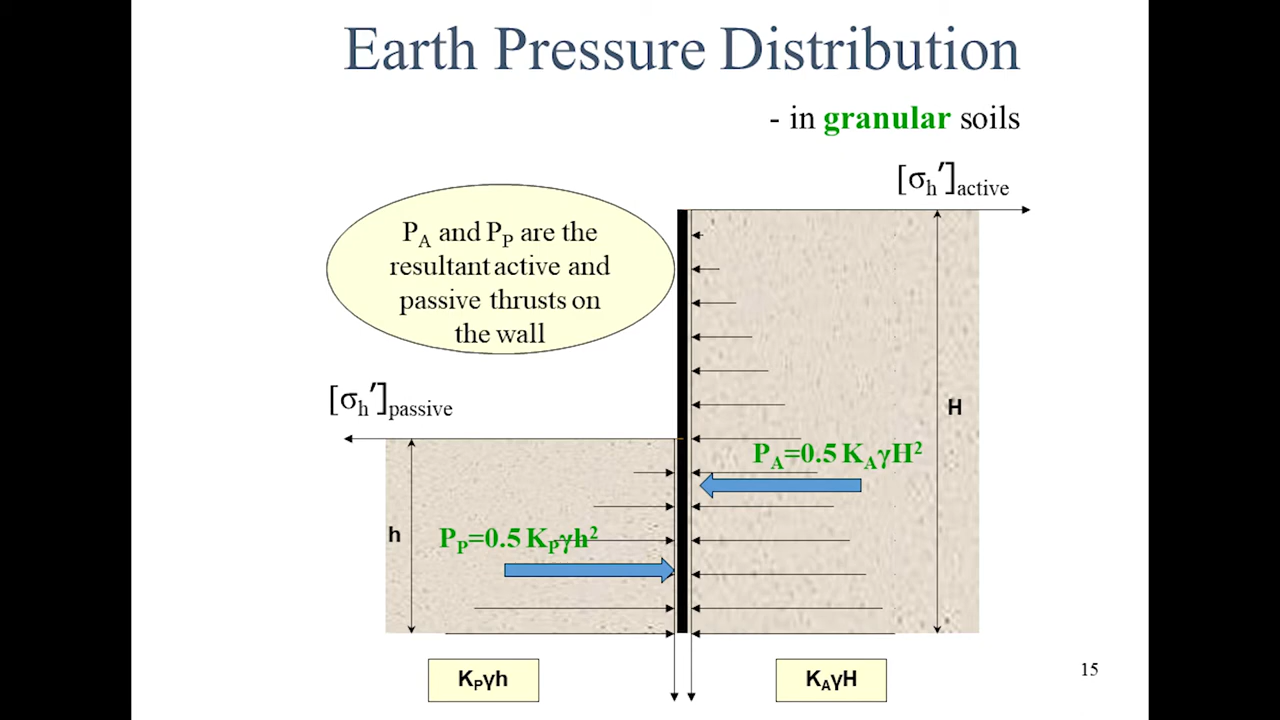 Earth Pressure Distribution
- in granular soils
[σh′]active
PA and PP are the
resultant active and
passive thrusts on
the wall
[σh′]passive
H
PA=0.5 KAγH²
h
PP=0.5 KPγh²
KPγh
KAγH
15